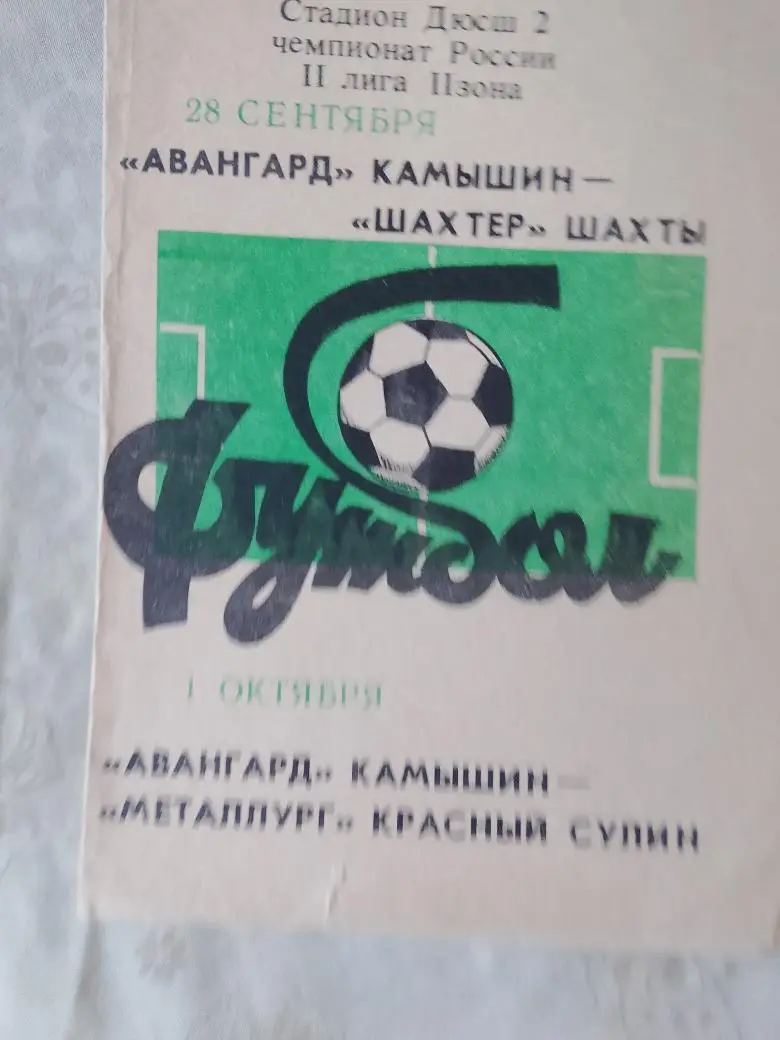 Стадион Дюсш 2
чемпионат России
II лига IIзона
28 СЕНТЯБРЯ
«АВАНГАРД» КАМЫШИН —
«ШАХТЕР» ШАХТЫ
Футбол
1 ОКТЯБРЯ
«АВАНГАРД» КАМЫШИН —
«МЕТАЛЛУРГ» КРАСНЫЙ СУЛИН